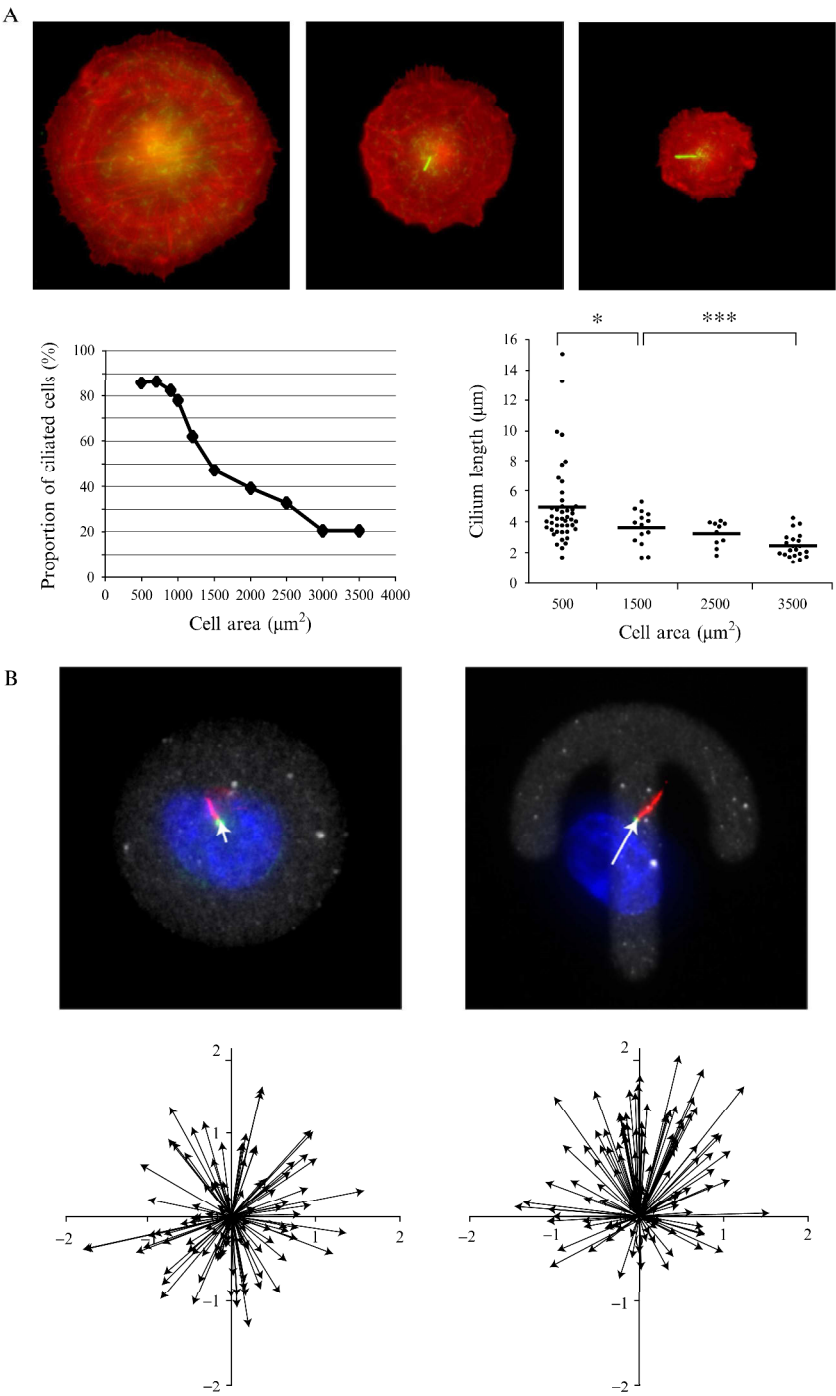 A
Proportion of ciliated cells (%)
100
80
60
40
20
0
0 500 1000 1500 2000 2500 3000 3500 4000
Cell area (μm2)
* ***
Cilium length (μm)
16
14
12
10
8
6
4
2
0
500 1500 2500 3500
Cell area (μm2)
B
2
1
−2 −2 1 2
−1
−2
2
1
−2 −1 1 2
−1
−2